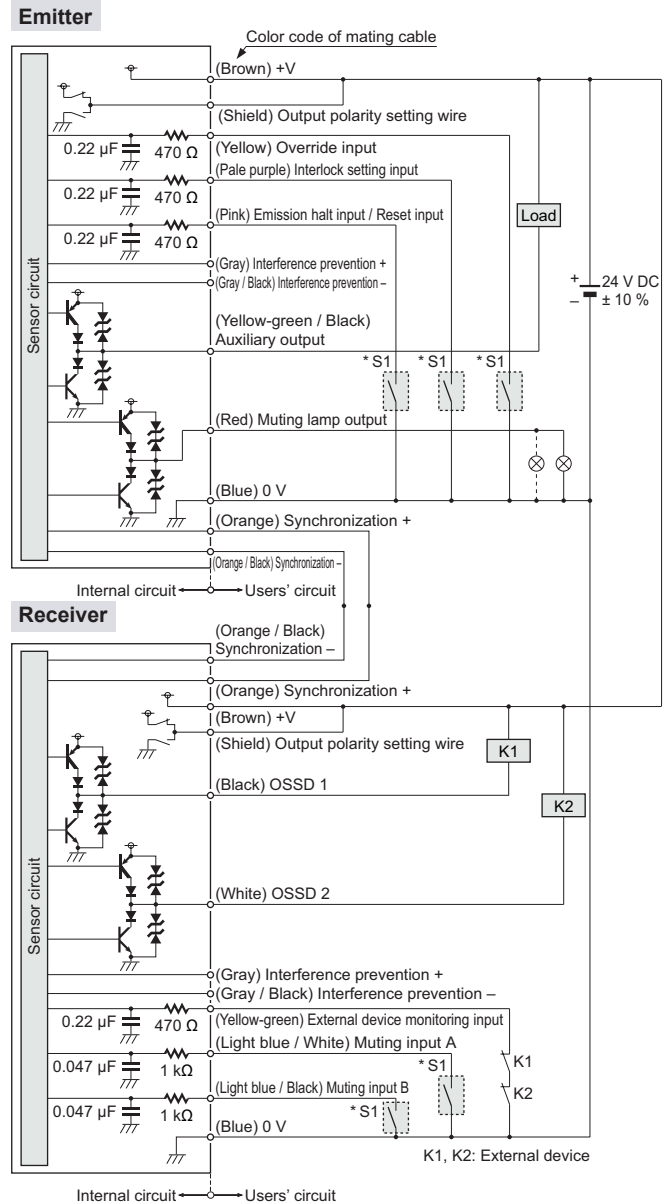 Emitter
Color code of mating cable
(Brown) +V
(Shield) Output polarity setting wire
0.22 µF
470 Ω
(Yellow) Override input
(Pale purple) Interlock setting input
0.22 µF
470 Ω
(Pink) Emission halt input / Reset input
0.22 µF
470 Ω
Load
(Gray) Interference prevention +
(Gray / Black) Interference prevention –
+
–
24 V DC
± 10 %
Sensor circuit
(Yellow-green / Black)
Auxiliary output
* S1
* S1
* S1
(Red) Muting lamp output
(Blue) 0 V
(Orange) Synchronization +
(Orange / Black) Synchronization –
Internal circuit
Users' circuit
Receiver
(Orange / Black)
Synchronization –
(Orange) Synchronization +
(Brown) +V
(Shield) Output polarity setting wire
K1
(Black) OSSD 1
K2
Sensor circuit
(White) OSSD 2
(Gray) Interference prevention +
(Gray / Black) Interference prevention –
0.22 µF
470 Ω
(Yellow-green) External device monitoring input
(Light blue / White) Muting input A
0.047 µF
1 kΩ
* S1
K1
(Light blue / Black) Muting input B
K2
0.047 µF
1 kΩ
* S1
(Blue) 0 V
K1, K2: External device
Internal circuit
Users' circuit